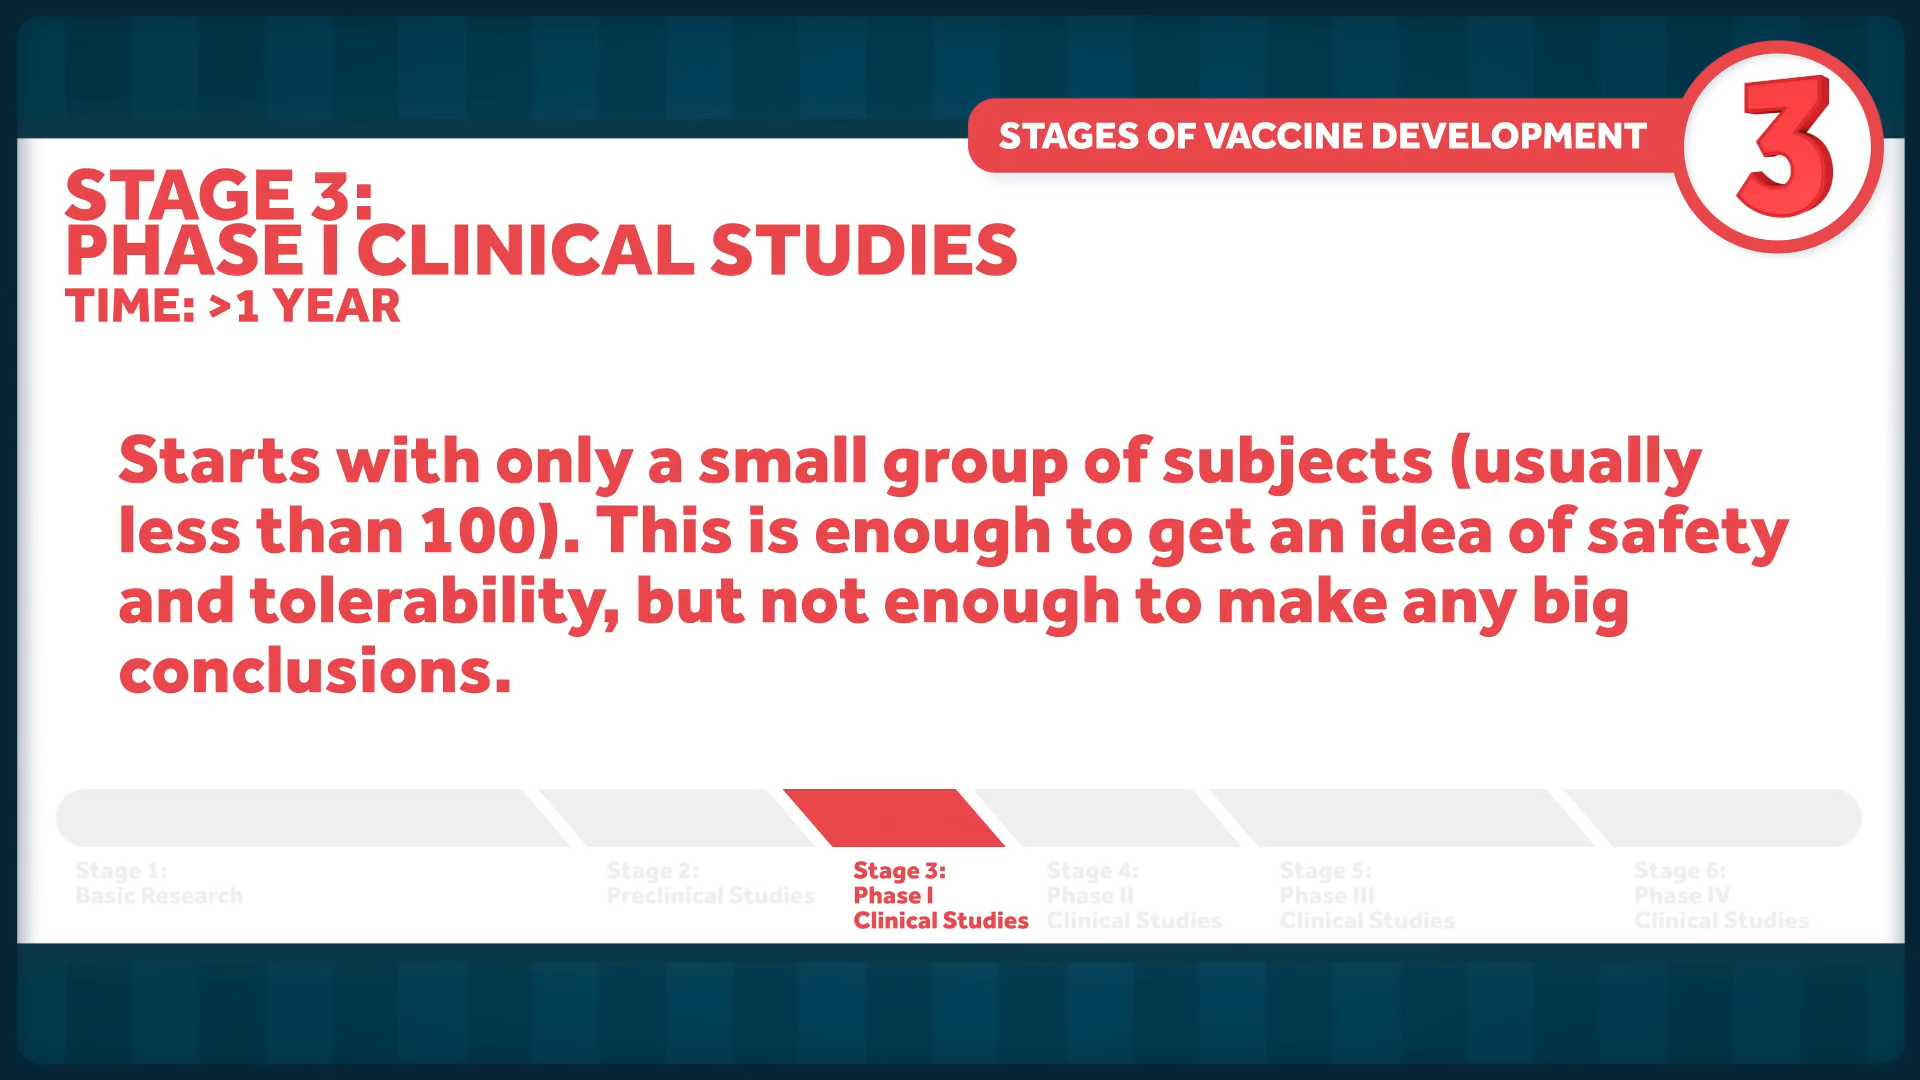 STAGES OF VACCINE DEVELOPMENT
3
STAGE 3:
PHASE I CLINICAL STUDIES
TIME: >1 YEAR
Starts with only a small group of subjects (usually
less than 100). This is enough to get an idea of safety
and tolerability, but not enough to make any big
conclusions.
Stage 1:
Basic Research
Stage 2:
Preclinical Studies
Stage 3:
Phase I
Clinical Studies
Stage 4:
Phase II
Clinical Studies
Stage 5:
Phase III
Clinical Studies
Stage 6:
Phase IV
Clinical Studies